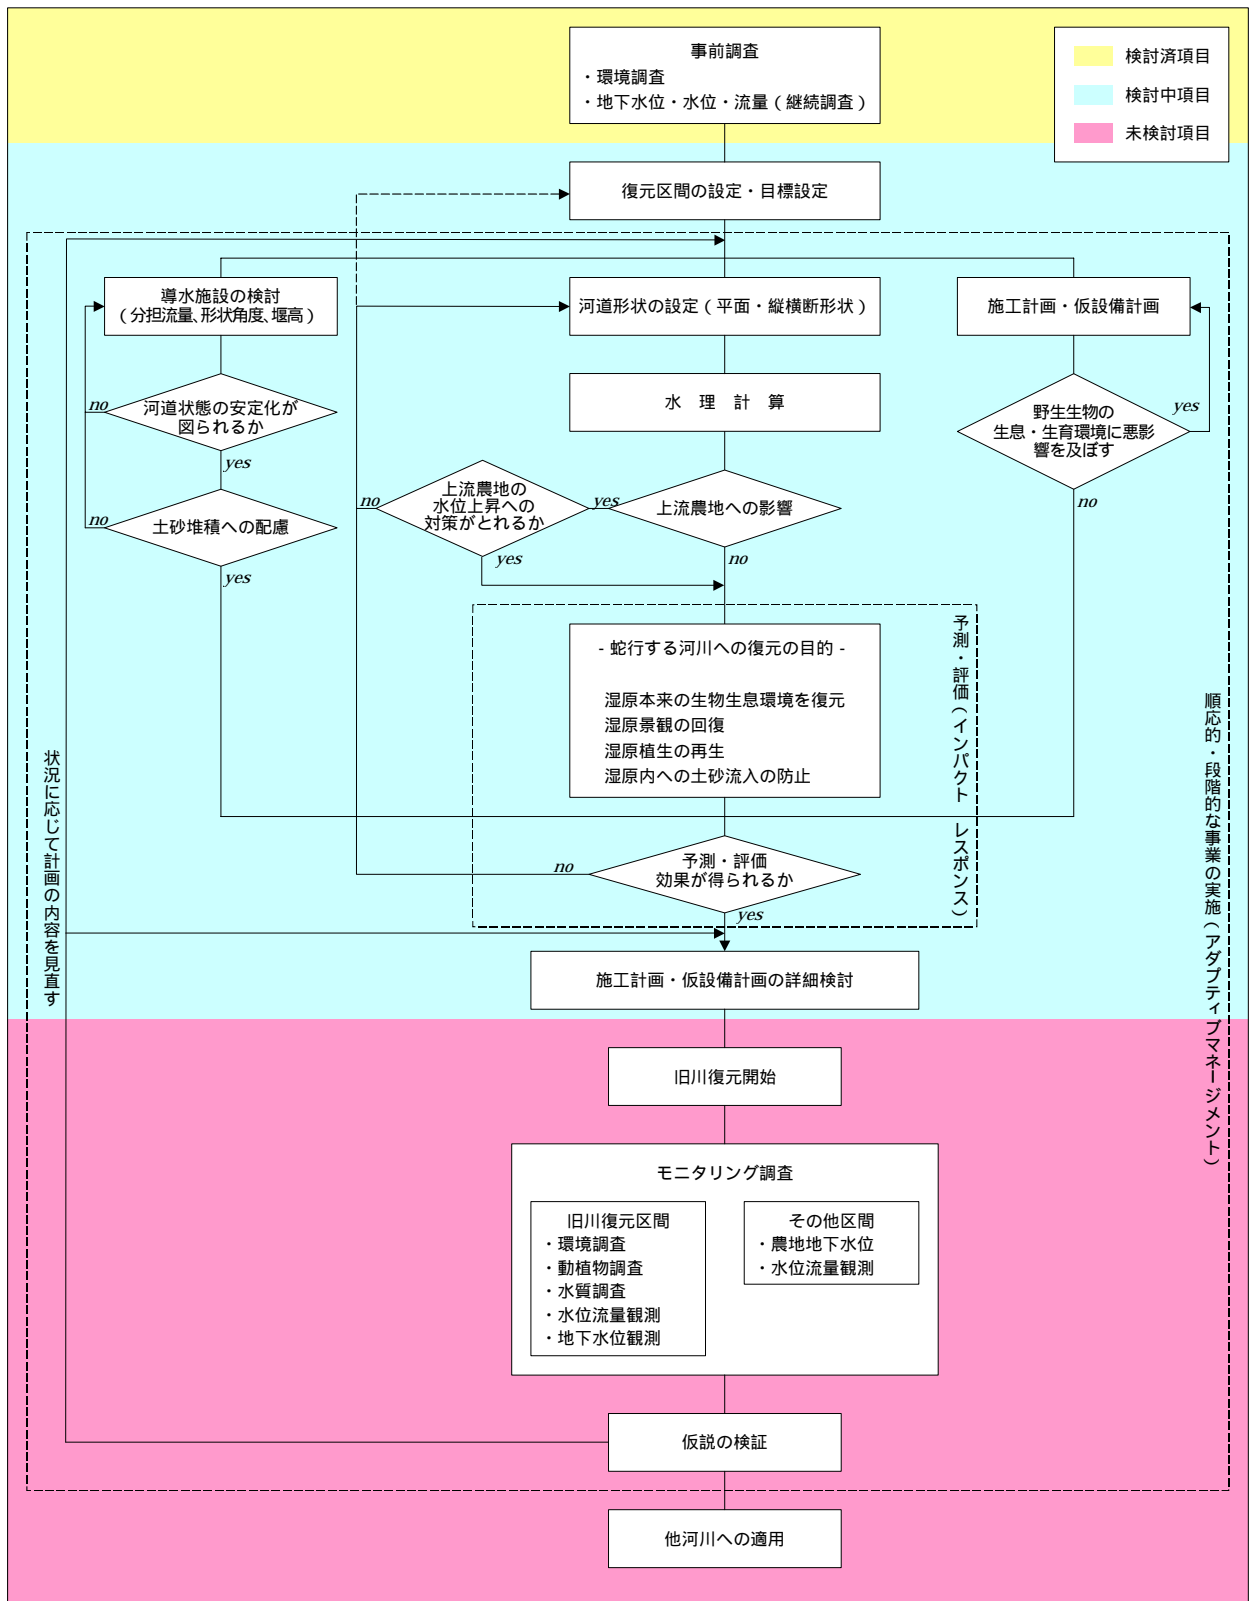 事前調査
・環境調査
・地下水位・水位・流量（継続調査）
検討済項目
検討中項目
未検討項目
復元区間の設定・目標設定
導水施設の検討
（分担流量、形状角度、堰高）
河道形状の設定（平面・縦横断形状）
施工計画・仮設備計画
河道状態の安定化が
図られるか
no
yes
水 理 計 算
野生生物の
生息・生育環境に悪影
響を及ぼす
yes
no
土砂堆積への配慮
no
yes
上流農地の
水位上昇への
対策がとれるか
no
yes
yes
上流農地への影響
no
- 蛇行する河川への復元の目的 -
湿原本来の生物生息環境を復元
湿原景観の回復
湿原植生の再生
湿原内への土砂流入の防止
予測・評価（インパクト レスポンス）
予測・評価
効果が得られるか
no
yes
状況に応じて計画の内容を見直す
順応的・段階的な事業の実施（アダプティブマネージメント）
施工計画・仮設備計画の詳細検討
旧川復元開始
モニタリング調査
旧川復元区間
・環境調査
・動植物調査
・水質調査
・水位流量観測
・地下水位観測
その他区間
・農地地下水位
・水位流量観測
仮説の検証
他河川への適用